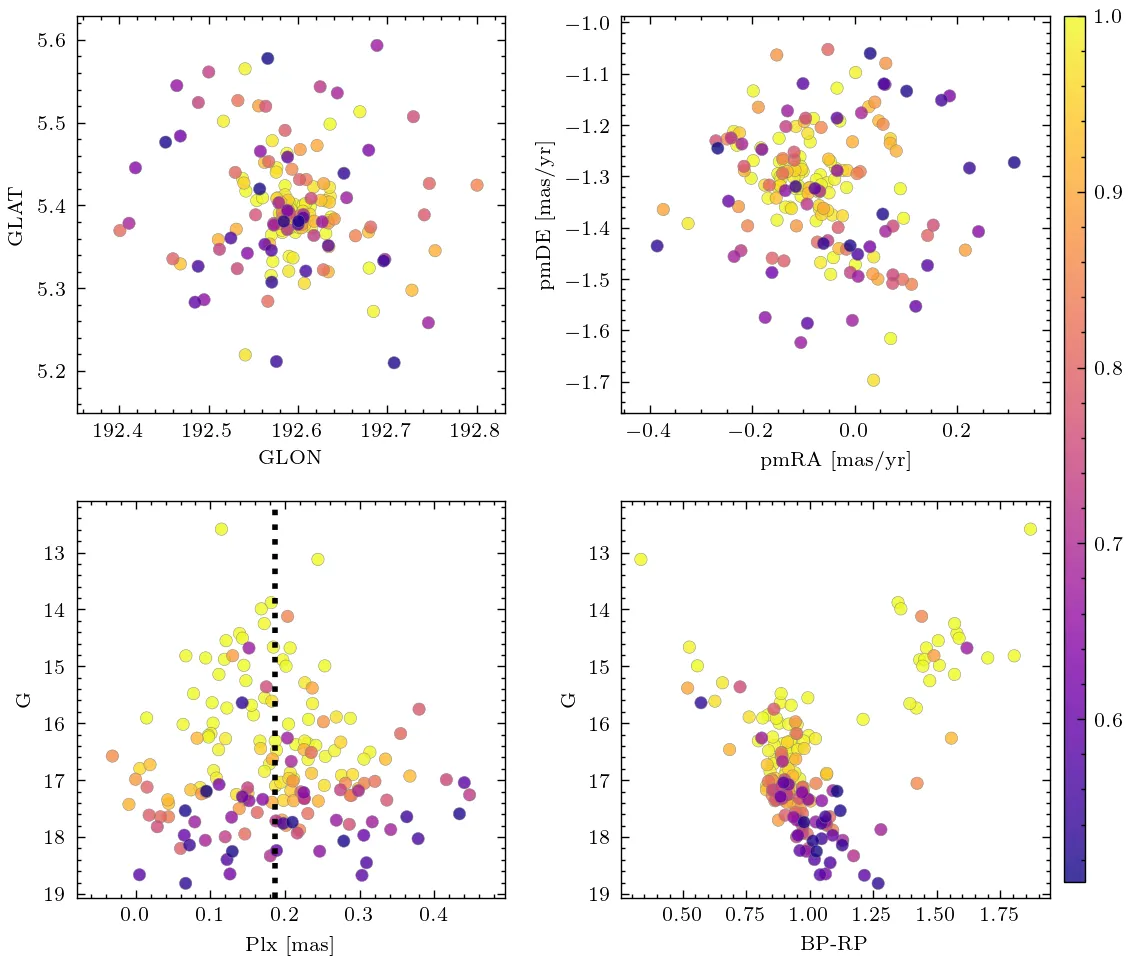 5.6
5.5
5.4
5.3
5.2
GLAT
192.4 192.5 192.6 192.7 192.8
GLON
−1.0
−1.1
−1.2
−1.3
−1.4
−1.5
−1.6
−1.7
pmDE [mas/yr]
−0.4 −0.2 0.0 0.2
pmRA [mas/yr]
13
14
15
16
17
18
19
G
0.0 0.1 0.2 0.3 0.4
Plx [mas]
13
14
15
16
17
18
19
G
0.50 0.75 1.00 1.25 1.50 1.75
BP-RP
1.0
0.9
0.8
0.7
0.6